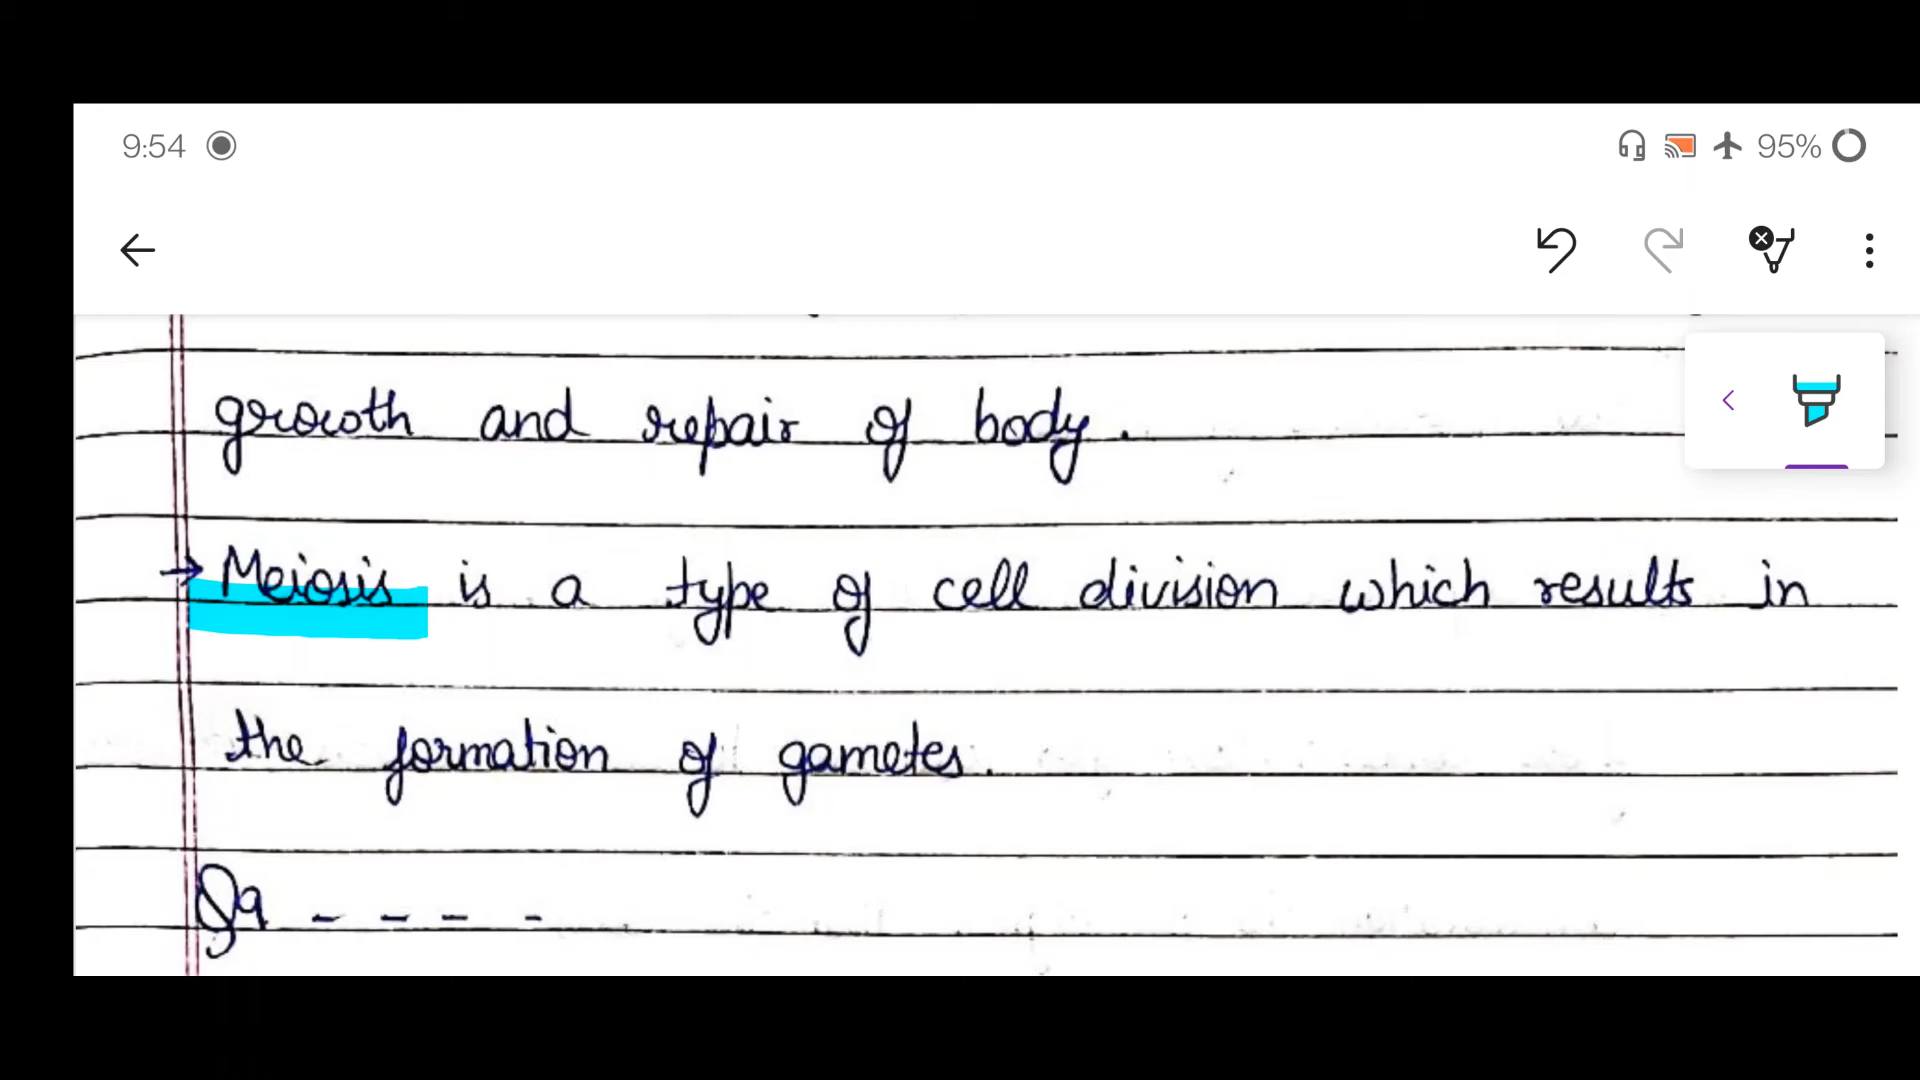 9:54 95%
growth and repair of body.
→ Meiosis is a type of cell division which results in
the formation of gametes.
Q9 - - - -